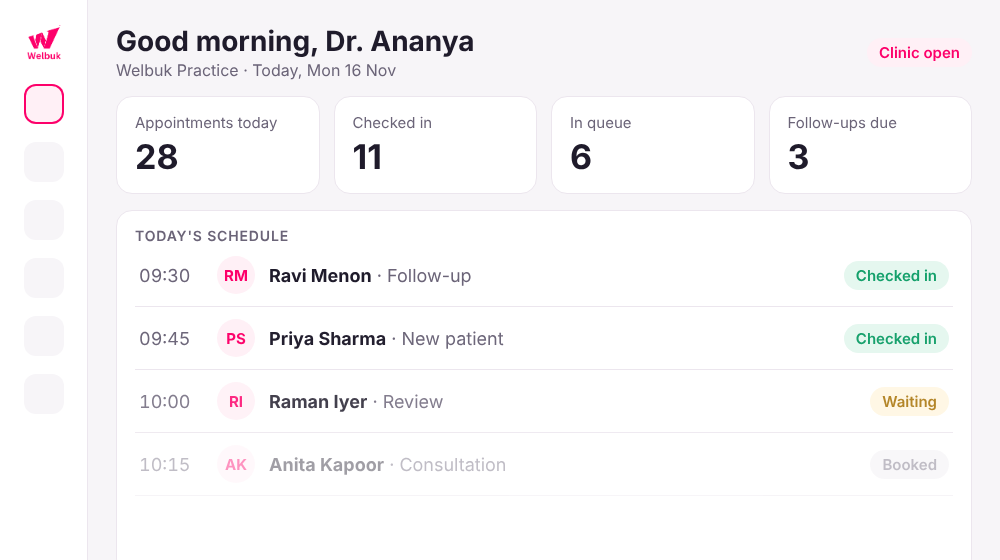 Welbuk
Good morning, Dr. Ananya
Welbuk Practice · Today, Mon 16 Nov
Clinic open
Appointments today
28
Checked in
11
In queue
6
Follow-ups due
3
TODAY'S SCHEDULE
09:30 RM Ravi Menon · Follow-up Checked in
09:45 PS Priya Sharma · New patient Checked in
10:00 RI Raman Iyer · Review Waiting
10:15 AK Anita Kapoor · Consultation Booked